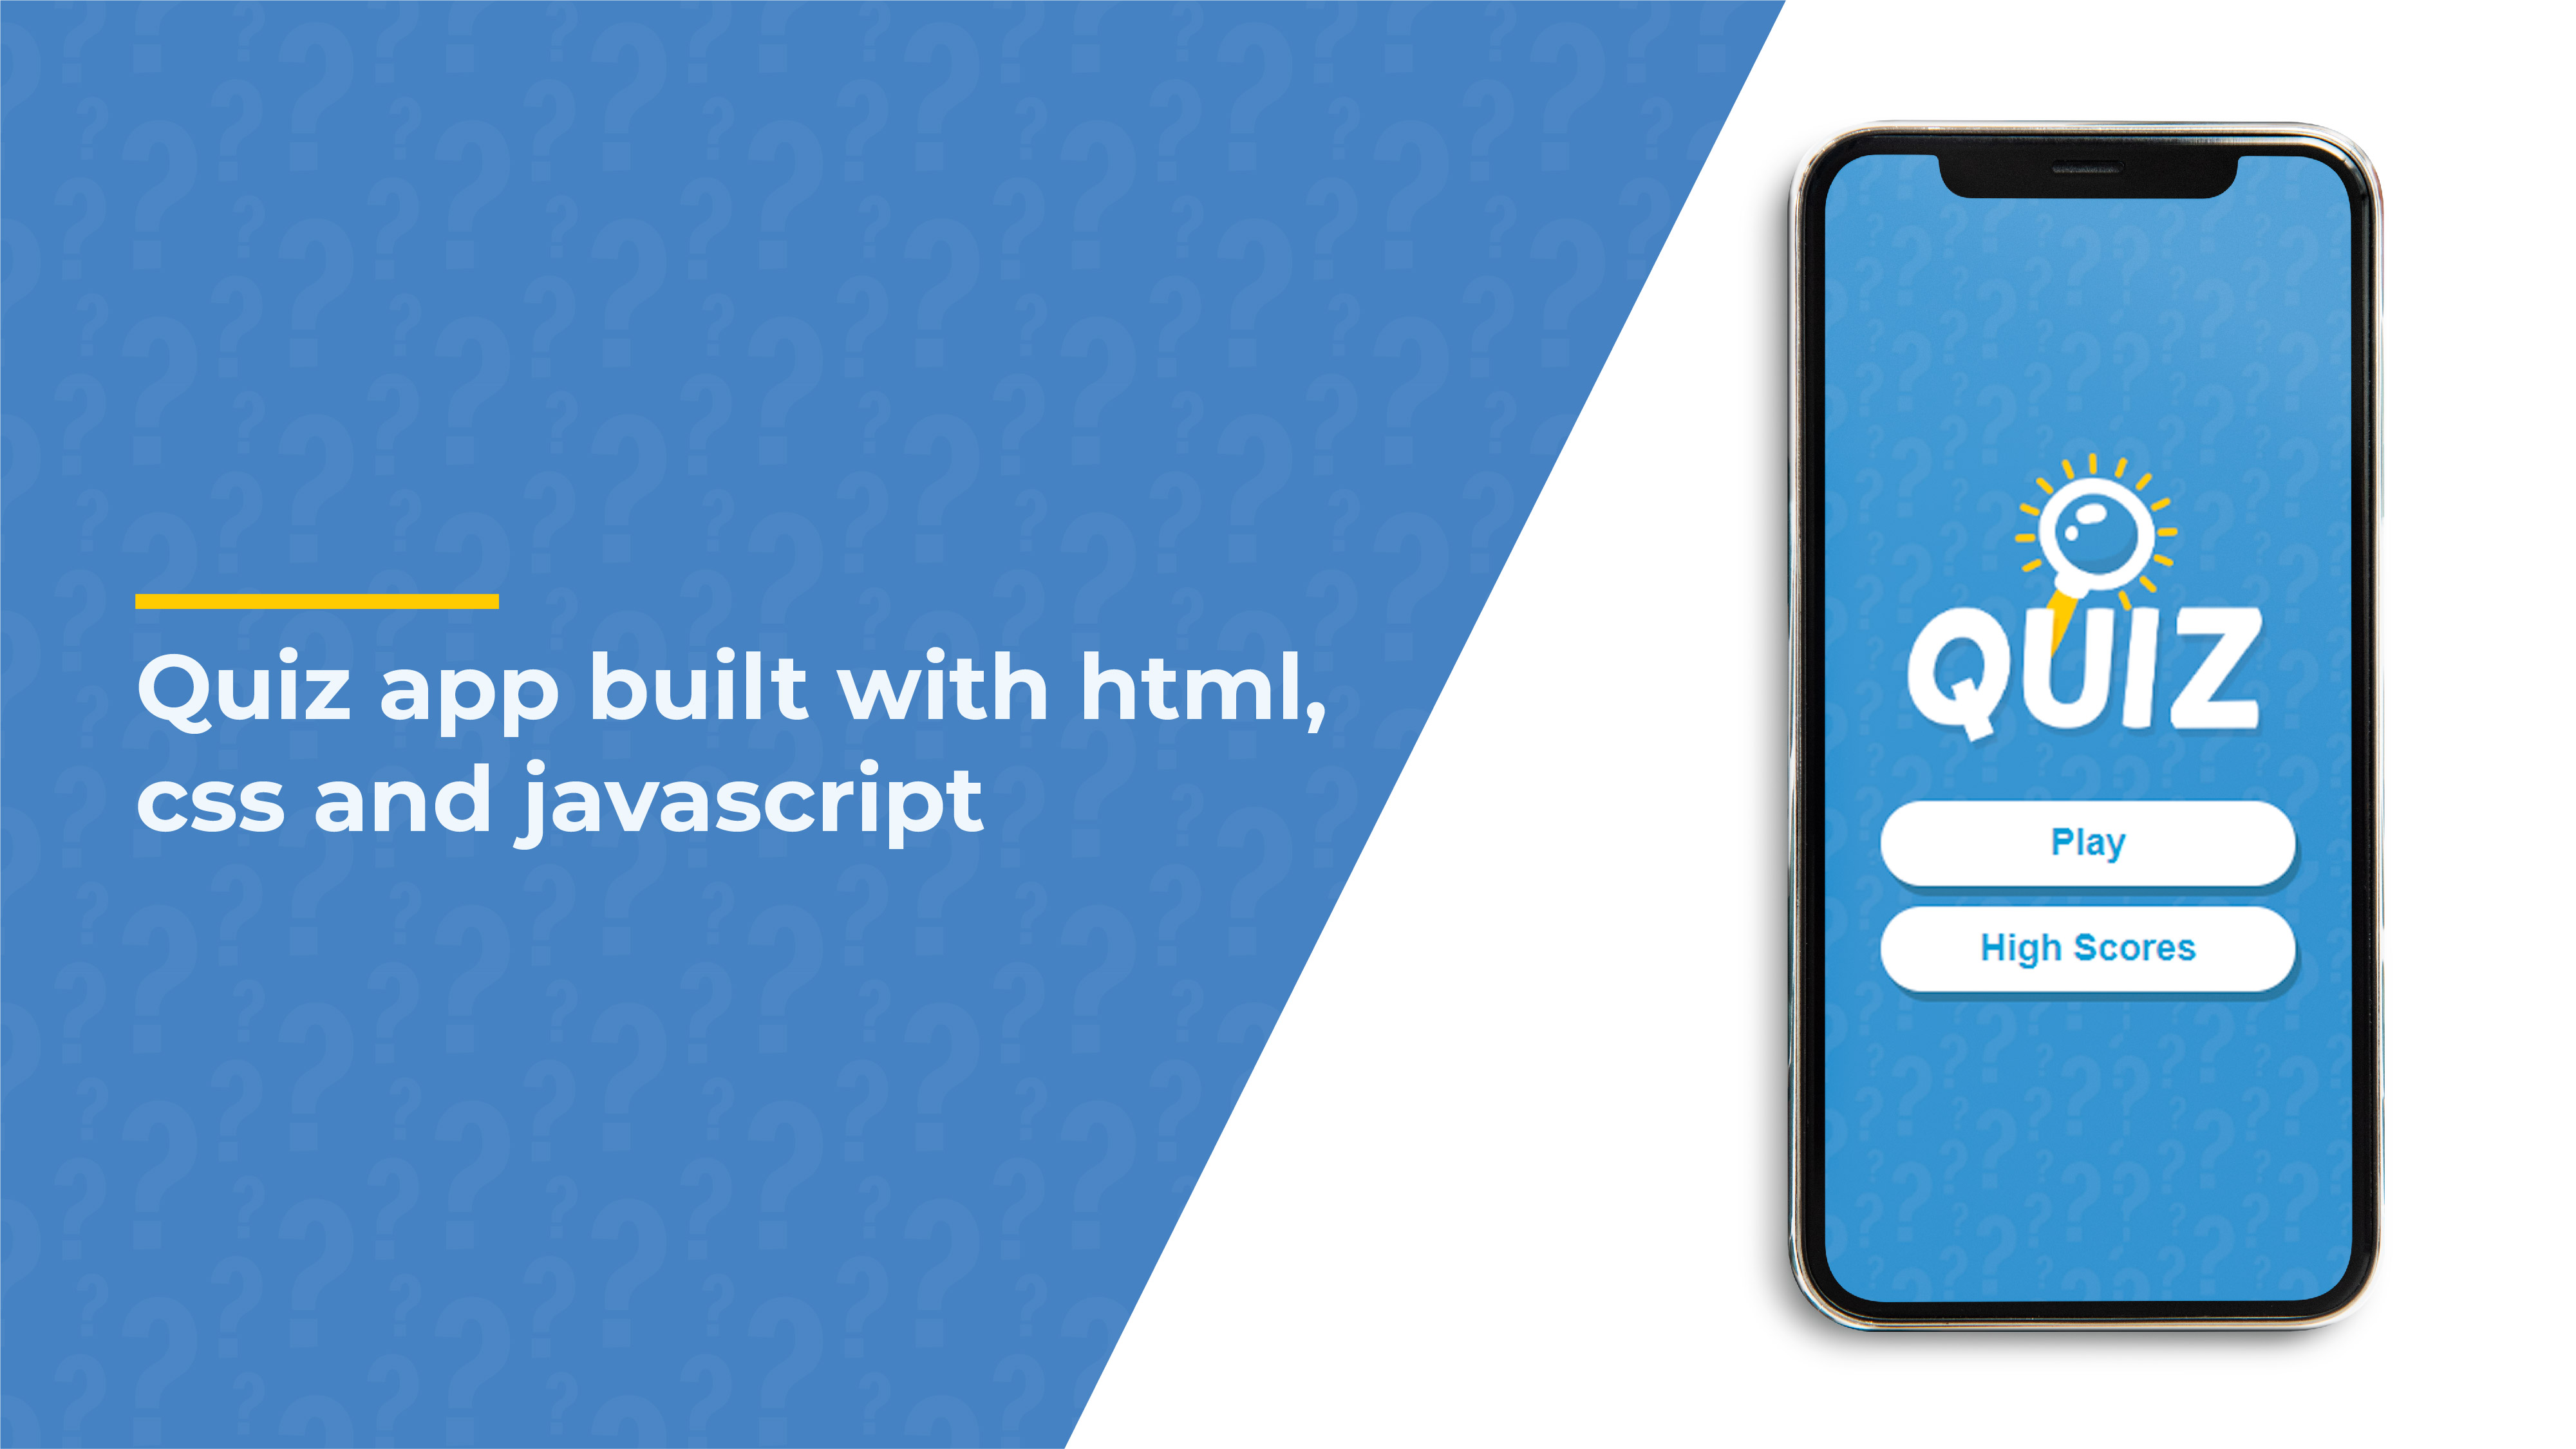 Quiz app built with html,
css and javascript
QUIZ
Play
High Scores